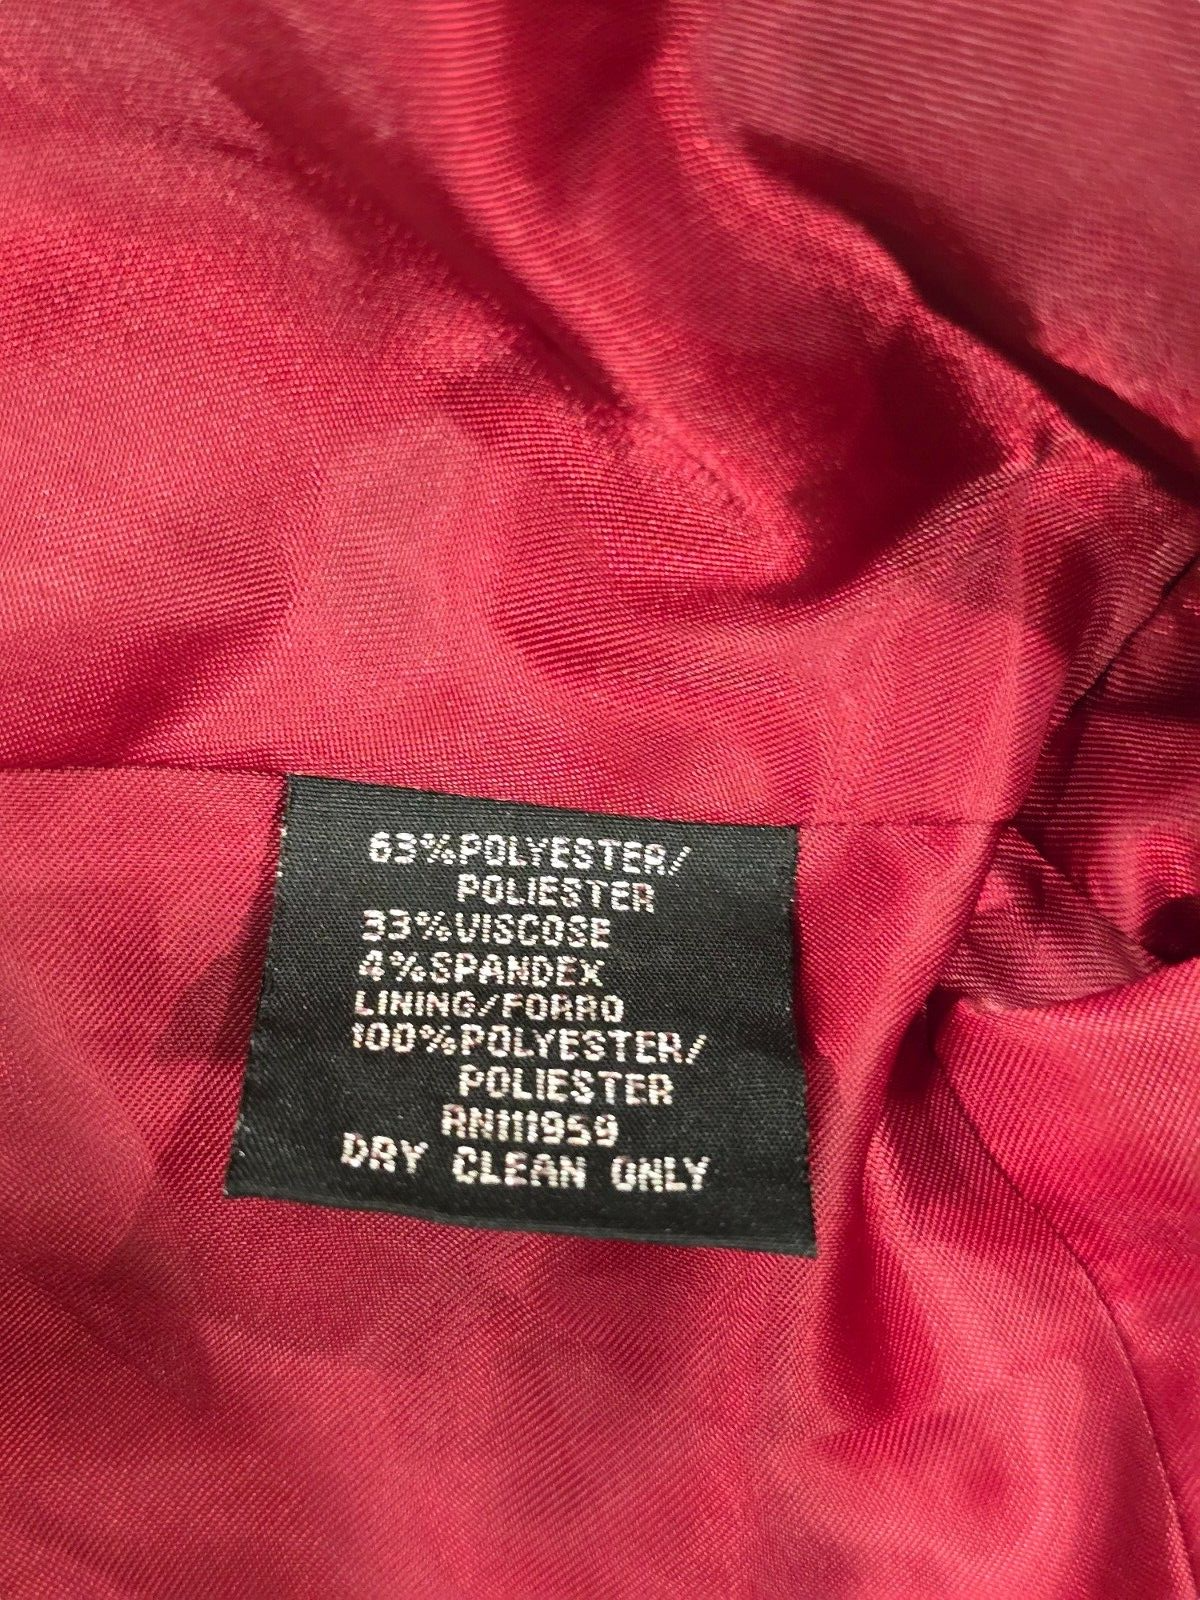 63%POLYESTER/
POLIESTER
33%VISCOSE
4%SPANDEX
LINING/FORRO
100%POLYESTER/
POLIESTER
RN111959
DRY CLEAN ONLY